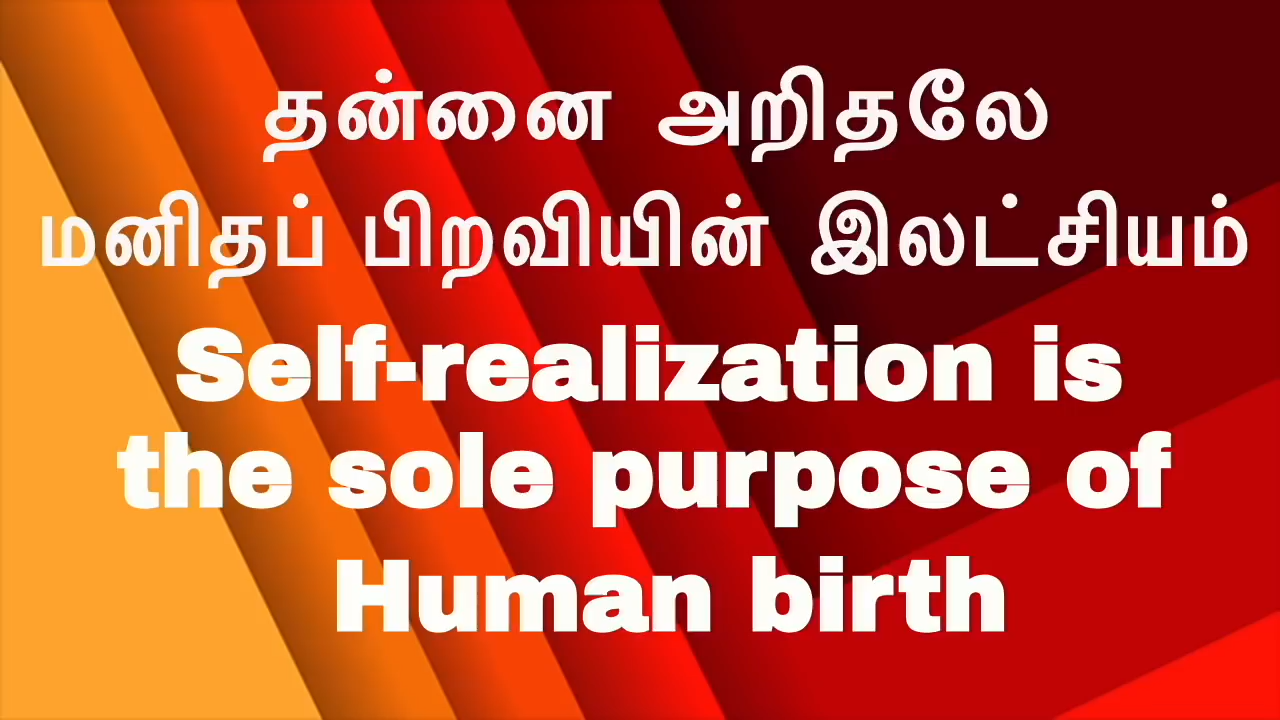 தன்னை அறிதலே
மனிதப் பிறவியின் இலட்சியம்
Self-realization is
the sole purpose of
Human birth